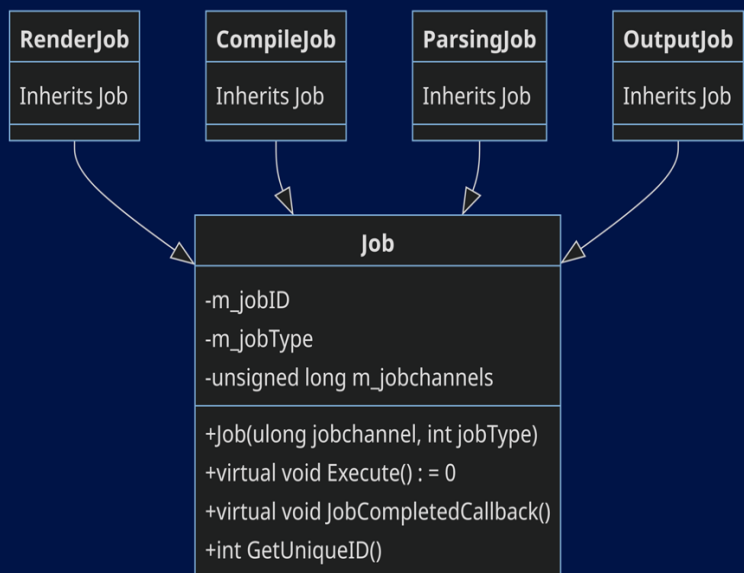 RenderJob
Inherits Job
CompileJob
Inherits Job
ParsingJob
Inherits Job
OutputJob
Inherits Job
Job
-m_jobID
-m_jobType
-unsigned long m_jobchannels
+Job(ulong jobchannel, int jobType)
+virtual void Execute() : = 0
+virtual void JobCompletedCallback()
+int GetUniqueID()